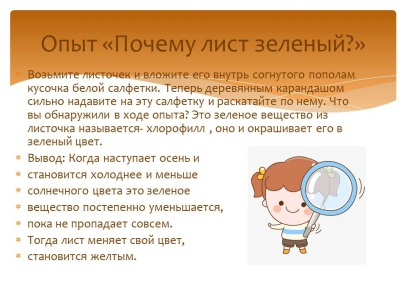 Опыт «Почему лист зеленый?»
Возьмите листочек и вложите его внутрь согнутого пополам
кусочка белой салфетки. Теперь деревянным карандашом
сильно надавите на эту салфетку и раскатайте по нему. Что
вы обнаружили в ходе опыта? Это зеленое вещество из
листочка называется- хлорофилл , оно и окрашивает его в
зеленый цвет.
Вывод: Когда наступает осень и
становится холоднее и меньше
солнечного цвета это зеленое
вещество постепенно уменьшается,
пока не пропадает совсем.
Тогда лист меняет свой цвет,
становится желтым.